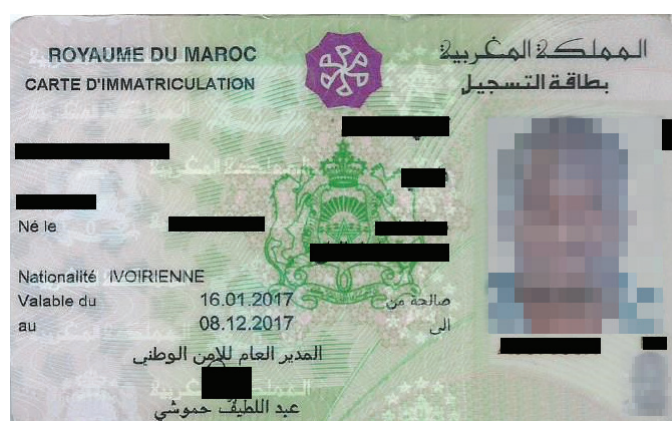 ROYAUME DU MAROC
المملكة المغربية
CARTE D'IMMATRICULATION
بطاقة التسجيل
Né le
Nationalité IVOIRIENNE
Valable du 16.01.2017 صالحة من
au 08.12.2017 الى
المدير العام للامن الوطني
عبد اللطيف حموشي